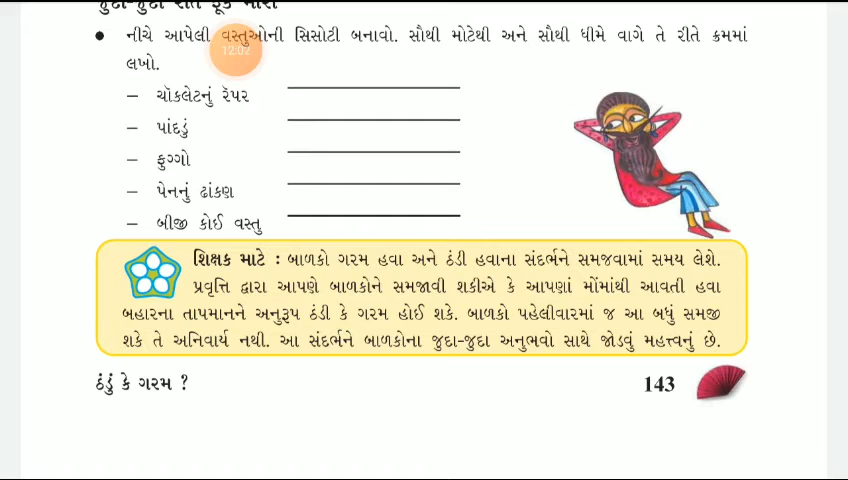 જુદી-જુદી રીતે ફૂંક મારો
● નીચે આપેલી વસ્તુઓની સિસોટી બનાવો. સૌથી મોટેથી અને સૌથી ધીમે વાગે તે રીતે ક્રમમાં
12:02
લખો.
– ચૉકલેટનું રૅપર
– પાંદડું
– ફુગ્ગો
– પેનનું ઢાંકણ
– બીજી કોઈ વસ્તુ
શિક્ષક માટે : બાળકો ગરમ હવા અને ઠંડી હવાના સંદર્ભને સમજવામાં સમય લેશે.
પ્રવૃત્તિ દ્વારા આપણે બાળકોને સમજાવી શકીએ કે આપણાં મોંમાંથી આવતી હવા
બહારના તાપમાનને અનુરૂપ ઠંડી કે ગરમ હોઈ શકે. બાળકો પહેલીવારમાં જ આ બધું સમજી
શકે તે અનિવાર્ય નથી. આ સંદર્ભને બાળકોના જુદા-જુદા અનુભવો સાથે જોડવું મહત્ત્વનું છે.
ઠંડું કે ગરમ ?
143